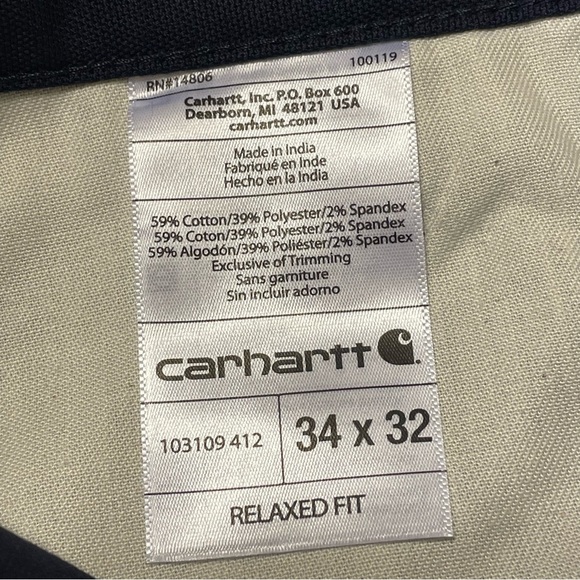 RN#14806 100119
Carhartt, Inc. P.O. Box 600
Dearborn, MI 48121 USA
carhartt.com
Made in India
Fabriqué en Inde
Hecho en la India
59% Cotton/39% Polyester/2% Spandex
59% Coton/39% Polyester/2% Spandex
59% Algodón/39% Poliéster/2% Spandex
Exclusive of Trimming
Sans garniture
Sin incluir adorno
carhartt
103109 412 34 x 32
RELAXED FIT